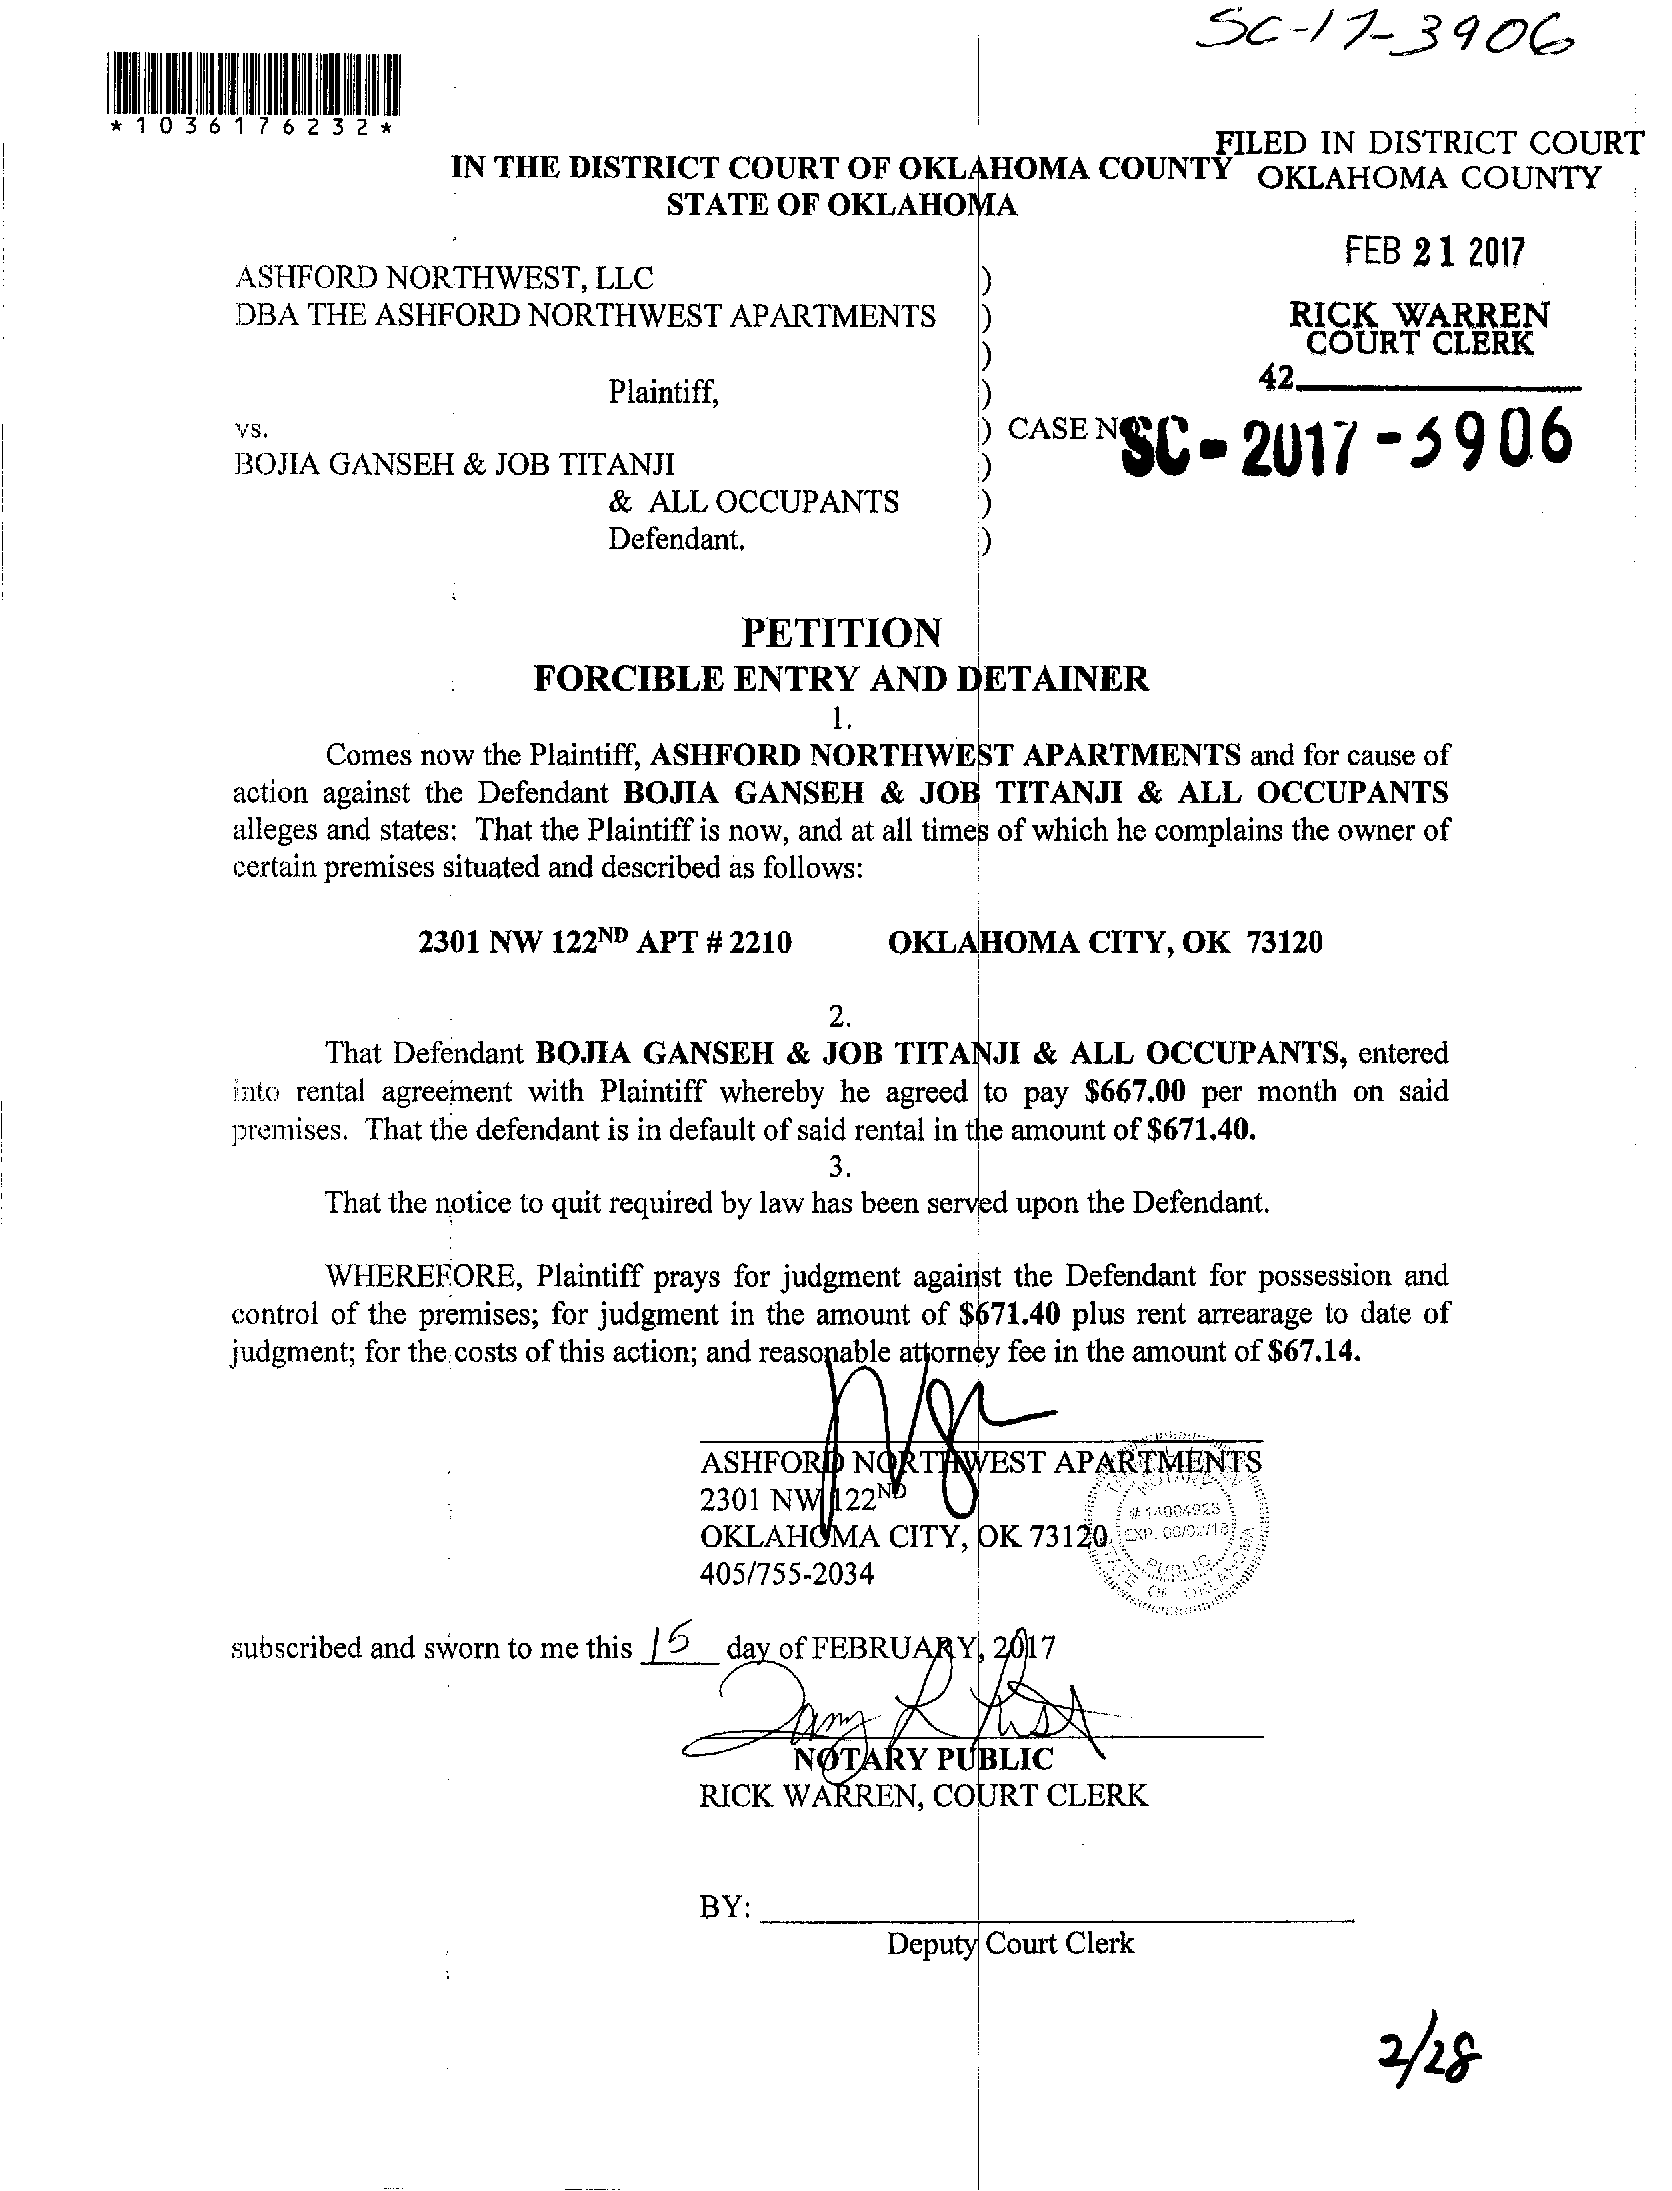 SC-17-3906
*1036176232*
FILED IN DISTRICT COURT
OKLAHOMA COUNTY
IN THE DISTRICT COURT OF OKLAHOMA COUNTY
STATE OF OKLAHOMA
FEB 21 2017
RICK WARREN
COURT CLERK
42
ASHFORD NORTHWEST, LLC )
DBA THE ASHFORD NORTHWEST APARTMENTS )
)
Plaintiff, )
vs. ) CASE NO. SC-2017-3906
BOJIA GANSEH & JOB TITANJI )
& ALL OCCUPANTS )
Defendant. )
PETITION
FORCIBLE ENTRY AND DETAINER
1.
Comes now the Plaintiff, ASHFORD NORTHWEST APARTMENTS and for cause of
action against the Defendant BOJIA GANSEH & JOB TITANJI & ALL OCCUPANTS
alleges and states: That the Plaintiff is now, and at all times of which he complains the owner of
certain premises situated and described as follows:
2301 NW 122ND APT # 2210 OKLAHOMA CITY, OK 73120
2.
That Defendant BOJIA GANSEH & JOB TITANJI & ALL OCCUPANTS, entered
into rental agreement with Plaintiff whereby he agreed to pay $667.00 per month on said
premises. That the defendant is in default of said rental in the amount of $671.40.
3.
That the notice to quit required by law has been served upon the Defendant.
WHEREFORE, Plaintiff prays for judgment against the Defendant for possession and
control of the premises; for judgment in the amount of $671.40 plus rent arrearage to date of
judgment; for the costs of this action; and reasonable attorney fee in the amount of $67.14.
ASHFORD NORTHWEST APARTMENTS
2301 NW 122ND
OKLAHOMA CITY, OK 73120
405/755-2034
PUBLIC
STATE OF OKLAHOMA
subscribed and sworn to me this 15 day of FEBRUARY, 2017
NOTARY PUBLIC
RICK WARREN, COURT CLERK
BY:
Deputy Court Clerk
2/28